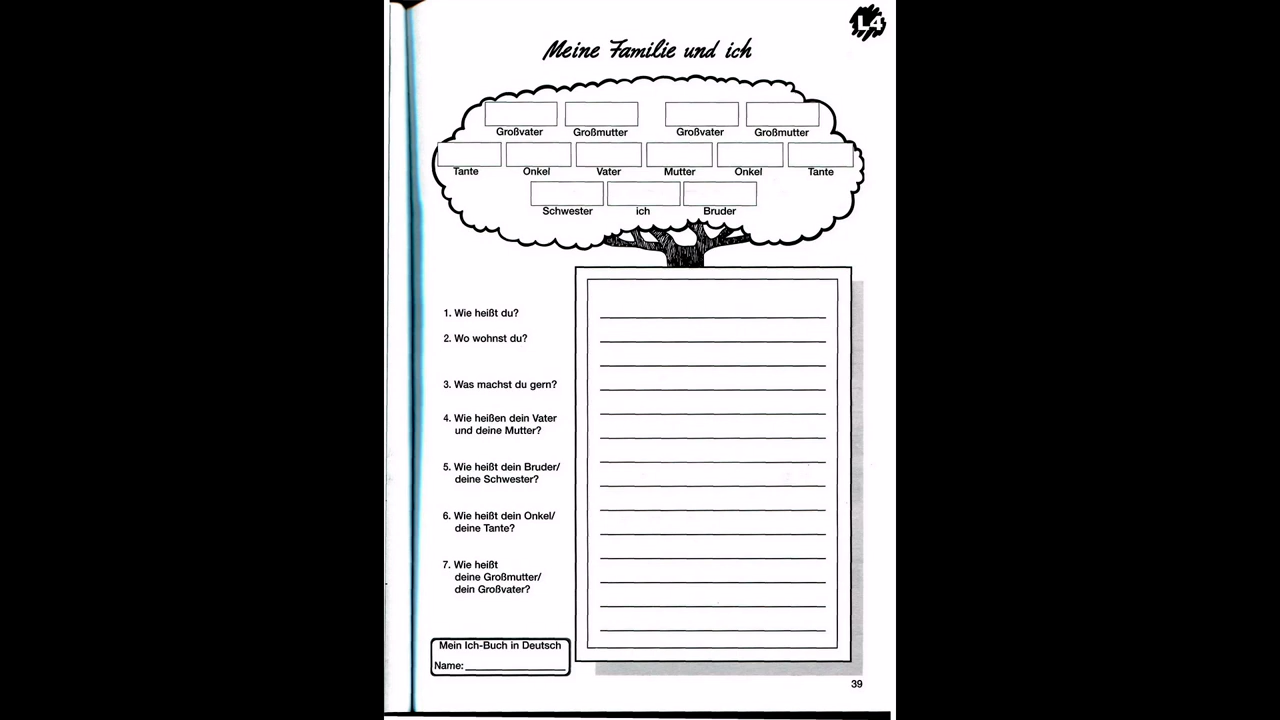 L4
Meine Familie und ich
Großvater Großmutter Großvater Großmutter
Tante Onkel Vater Mutter Onkel Tante
Schwester ich Bruder
1. Wie heißt du?
2. Wo wohnst du?
3. Was machst du gern?
4. Wie heißen dein Vater
und deine Mutter?
5. Wie heißt dein Bruder/
deine Schwester?
6. Wie heißt dein Onkel/
deine Tante?
7. Wie heißt
deine Großmutter/
dein Großvater?
Mein Ich-Buch in Deutsch
Name:
39